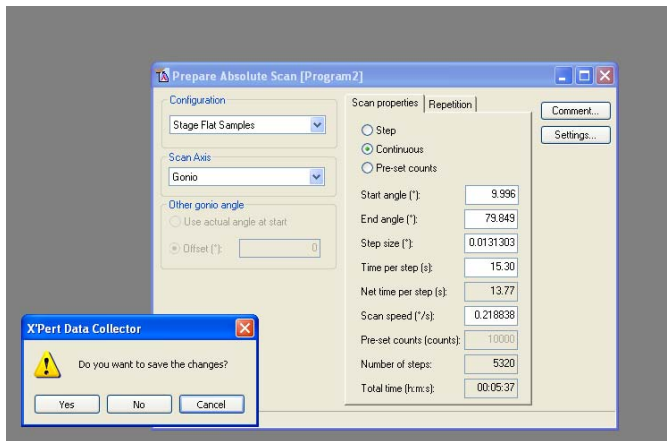 Prepare Absolute Scan [Program2]
Configuration
Stage Flat Samples
Scan Axis
Gonio
Other gonio angle
Use actual angle at start
Offset (°): 0
Scan properties
Repetition
Step
Continuous
Pre-set counts
Start angle (°): 9.996
End angle (°): 79.849
Step size (°): 0.0131303
Time per step (s): 15.30
Net time per step (s): 13.77
Scan speed (°/s): 0.218838
Pre-set counts (counts): 10000
Number of steps: 5320
Total time (h:m:s): 00:05:37
Comment...
Settings...
X'Pert Data Collector
Do you want to save the changes?
Yes No Cancel